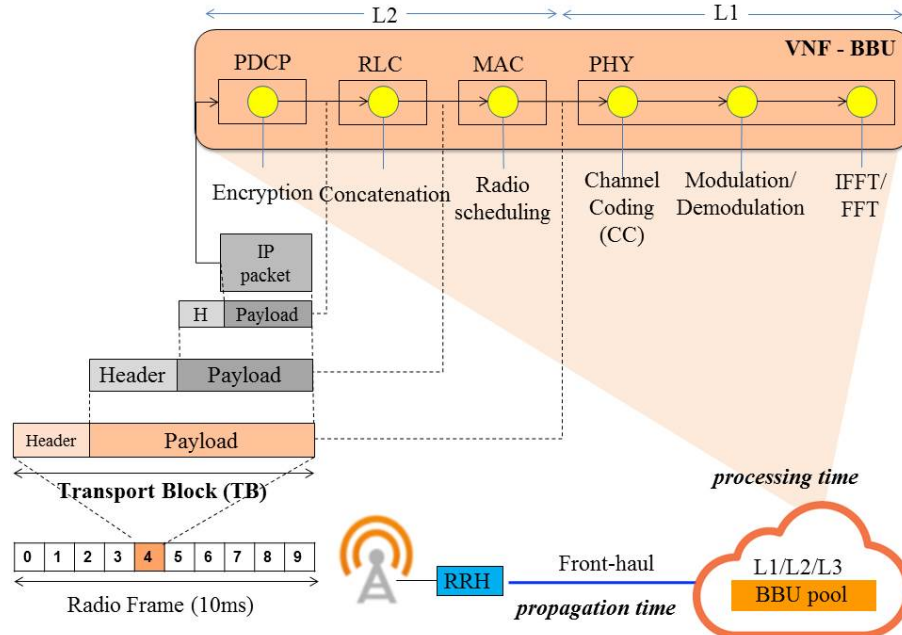 L2
L1
VNF - BBU
PDCP
RLC
MAC
PHY
Encryption
Concatenation
Radio
scheduling
Channel
Coding
(CC)
Modulation/
Demodulation
IFFT/
FFT
IP
packet
H
Payload
Header
Payload
Header
Payload
Transport Block (TB)
0 1 2 3 4 5 6 7 8 9
Radio Frame (10ms)
RRH
Front-haul
propagation time
processing time
L1/L2/L3
BBU pool